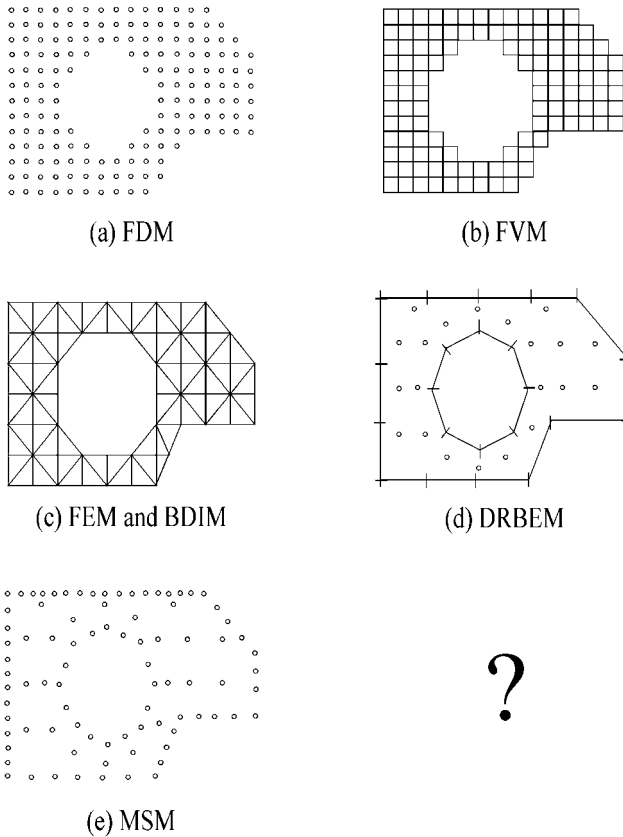 (a) FDM
(b) FVM
(c) FEM and BDIM
(d) DRBEM
(e) MSM
?